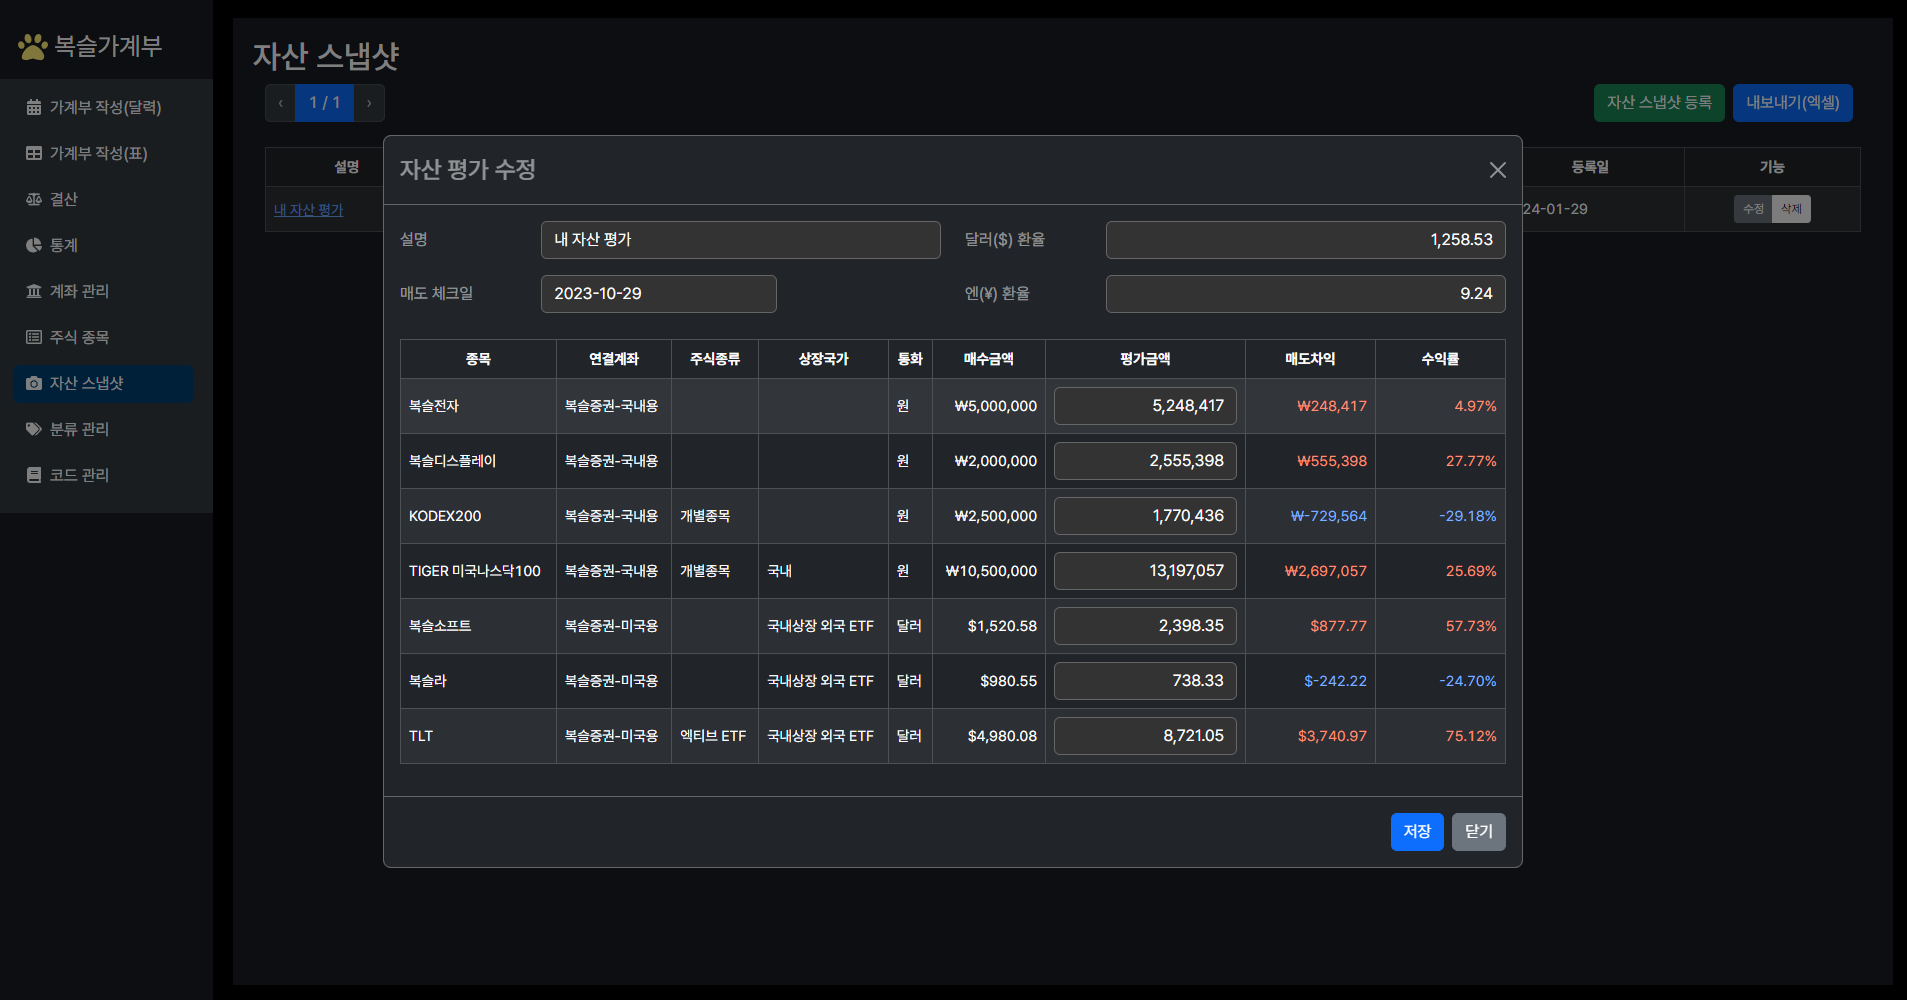 복슬가계부
가계부 작성(달력)
가계부 작성(표)
결산
통계
계좌 관리
주식 종목
자산 스냅샷
분류 관리
코드 관리
자산 스냅샷
‹ 1 / 1 ›
자산 스냅샷 등록 내보내기(엑셀)
설명 등록일 기능
내 자산 평가 24-01-29 수정 삭제
자산 평가 수정
설명 내 자산 평가 달러($) 환율 1,258.53
매도 체크일 2023-10-29 엔(¥) 환율 9.24
종목 연결계좌 주식종류 상장국가 통화 매수금액 평가금액 매도차익 수익률
복슬전자 복슬증권-국내용 원 ₩5,000,000 5,248,417 ₩248,417 4.97%
복슬디스플레이 복슬증권-국내용 원 ₩2,000,000 2,555,398 ₩555,398 27.77%
KODEX200 복슬증권-국내용 개별종목 원 ₩2,500,000 1,770,436 ₩-729,564 -29.18%
TIGER 미국나스닥100 복슬증권-국내용 개별종목 국내 원 ₩10,500,000 13,197,057 ₩2,697,057 25.69%
복슬소프트 복슬증권-미국용 국내상장 외국 ETF 달러 $1,520.58 2,398.35 $877.77 57.73%
복슬라 복슬증권-미국용 국내상장 외국 ETF 달러 $980.55 738.33 $-242.22 -24.70%
TLT 복슬증권-미국용 엑티브 ETF 국내상장 외국 ETF 달러 $4,980.08 8,721.05 $3,740.97 75.12%
저장 닫기